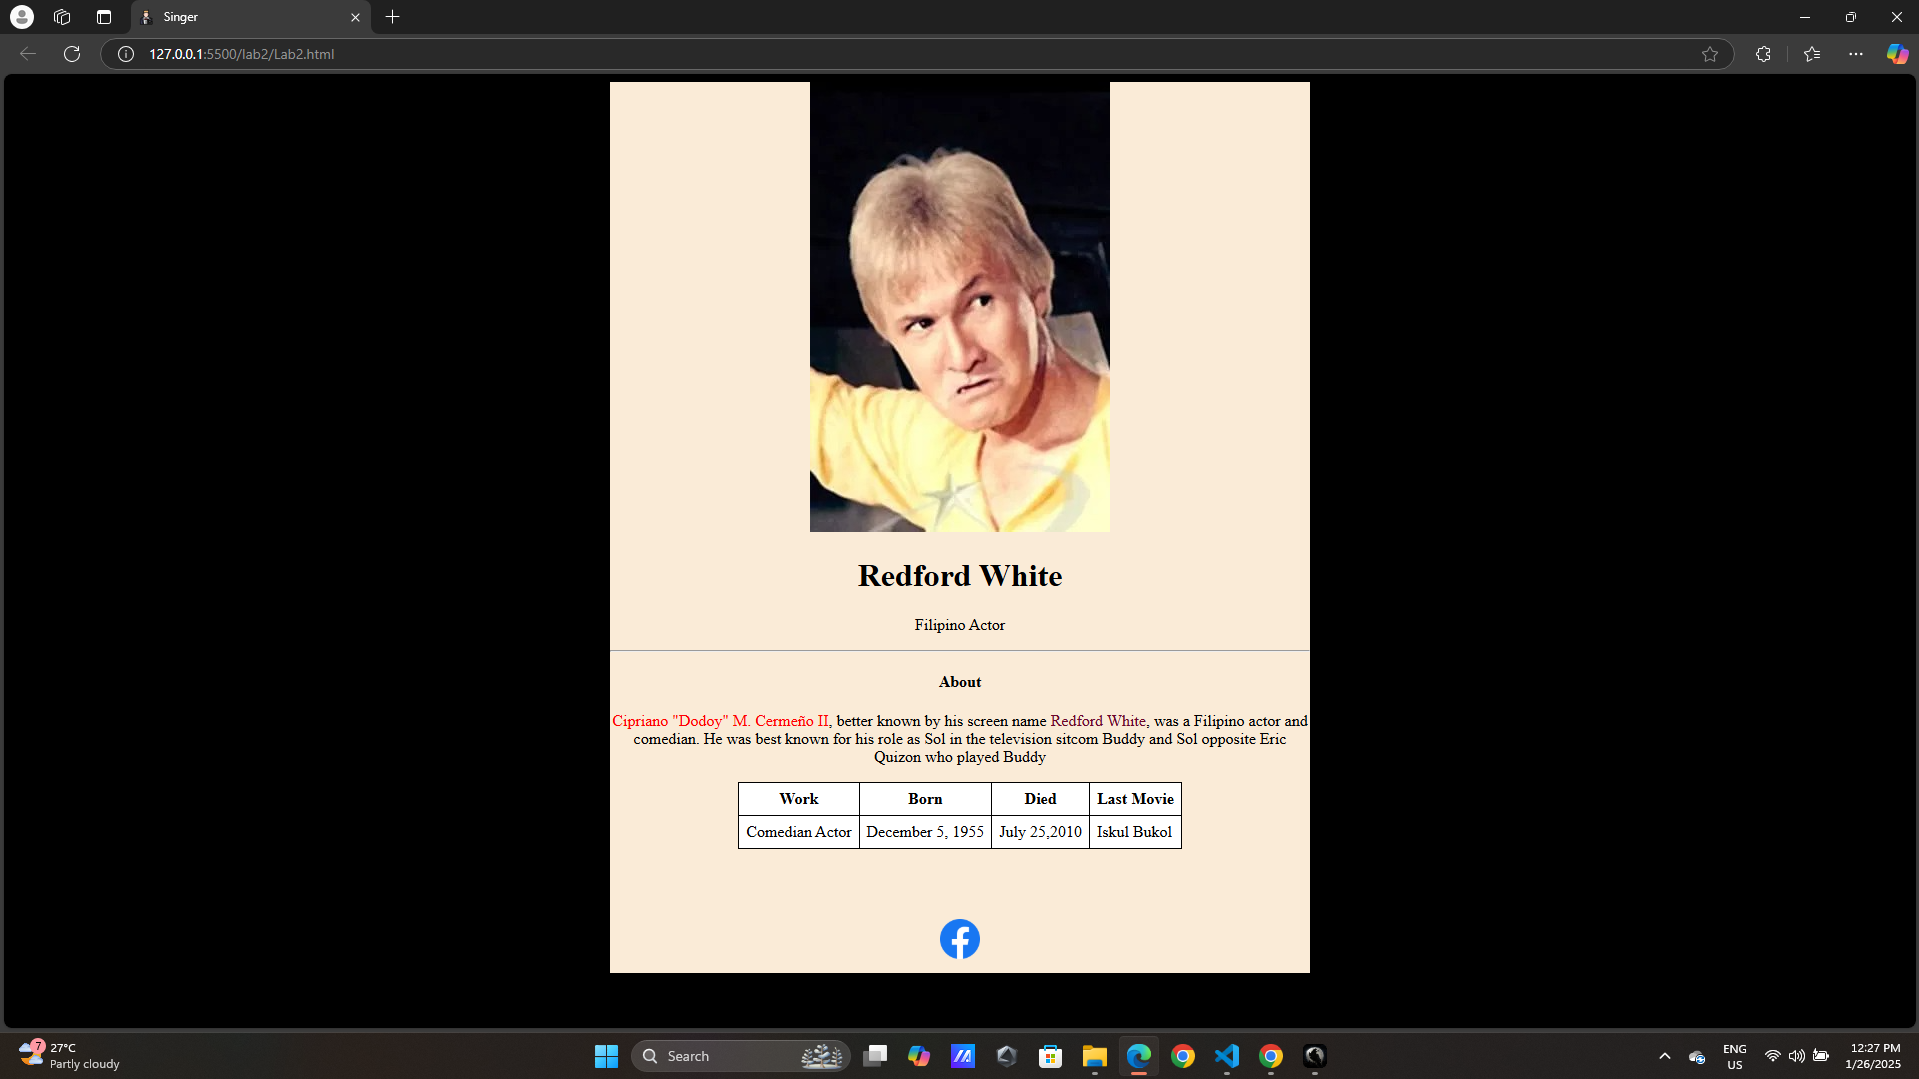 Singer
127.0.0.1:5500/lab2/Lab2.html
Redford White
Filipino Actor
About
Cipriano "Dodoy" M. Cermeño II, better known by his screen name Redford White, was a Filipino actor and
comedian. He was best known for his role as Sol in the television sitcom Buddy and Sol opposite Eric
Quizon who played Buddy
Work Born Died Last Movie
Comedian Actor December 5, 1955 July 25,2010 Iskul Bukol
7
27°C
Partly cloudy
Search
ENG
US
12:27 PM
1/26/2025